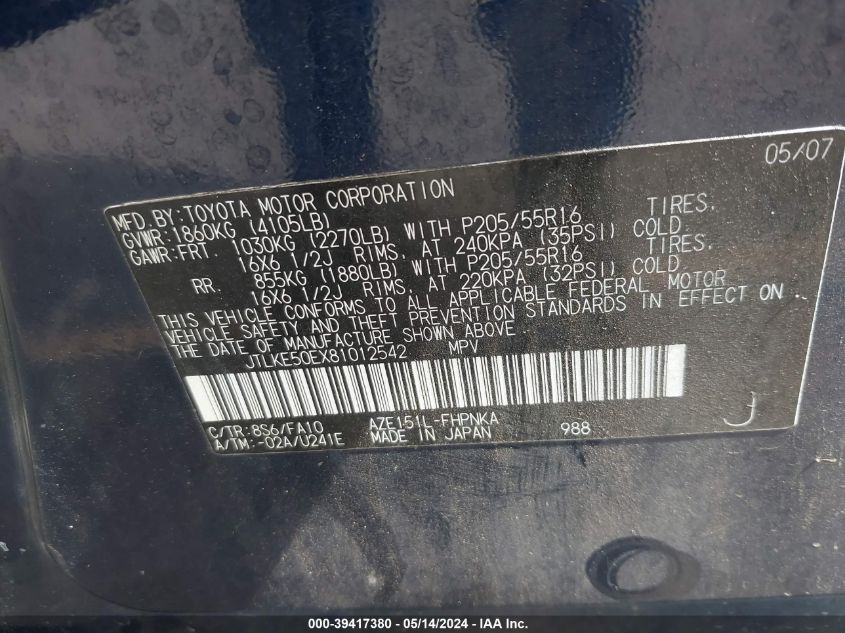 05/07
MFD. BY: TOYOTA MOTOR CORPORATION
GVWR: 1860KG (4105LB)
GAWR: FRT. 1030KG (2270LB) WITH P205/55R16 TIRES.
16X6 1/2J RIMS. AT 240KPA (35PSI) COLD.
RR. 855KG (1880LB) WITH P205/55R16 TIRES.
16X6 1/2J RIMS. AT 220KPA (32PSI) COLD.
THIS VEHICLE CONFORMS TO ALL APPLICABLE FEDERAL MOTOR
VEHICLE SAFETY AND THEFT PREVENTION STANDARDS IN EFFECT ON
THE DATE OF MANUFACTURE SHOWN ABOVE.
JTLKE50EX81012542 MPV
C/TR: 8S6/FA10 AZE151L-FHPNKA
A/TM: -02A/U241E MADE IN JAPAN 988 J
000-39417380 - 05/14/2024 - IAA Inc.